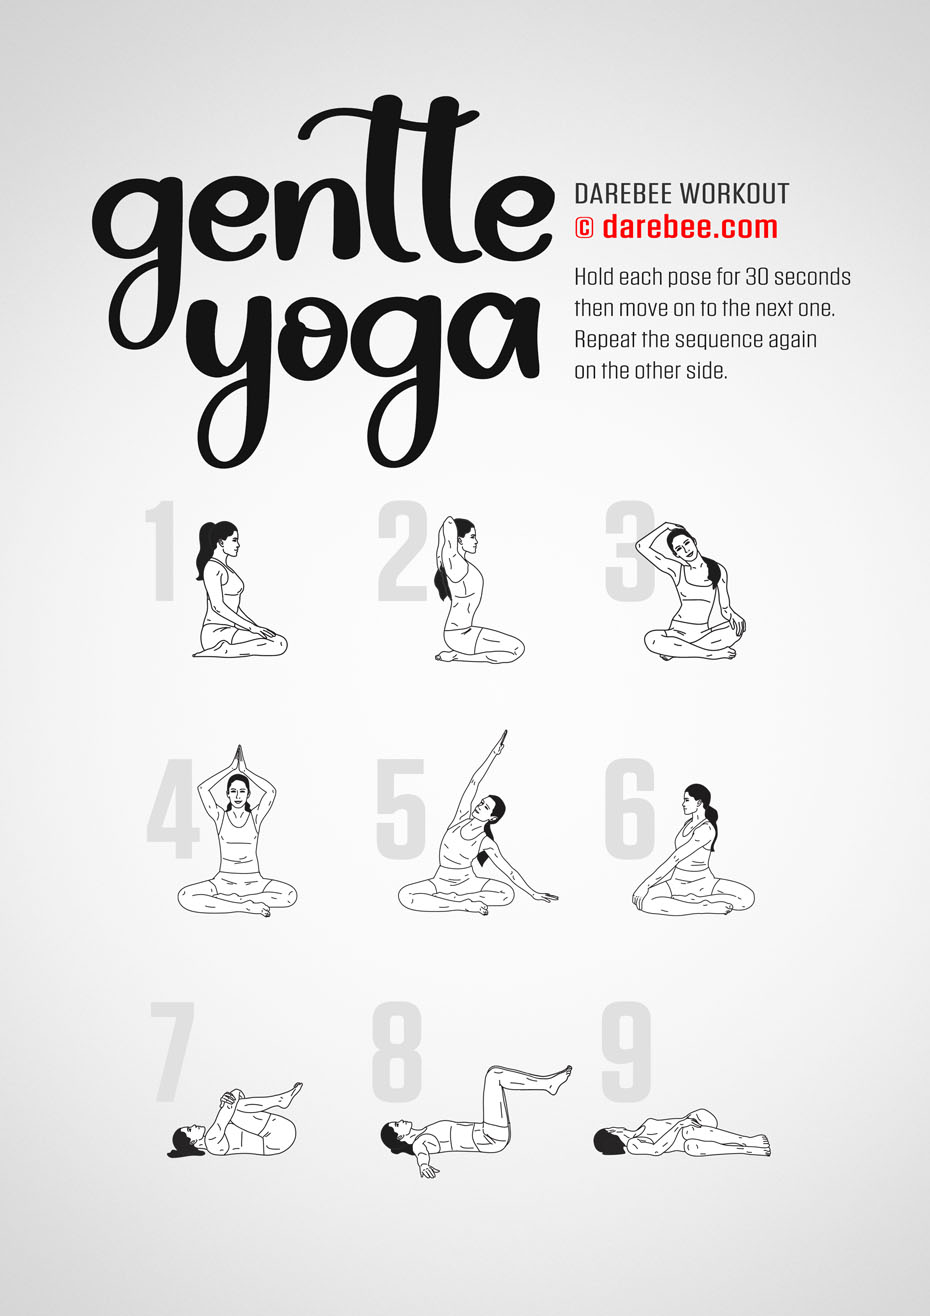 gentle
yoga
DAREBEE WORKOUT
© darebee.com
Hold each pose for 30 seconds
then move on to the next one.
Repeat the sequence again
on the other side.
1
2
3
4
5
6
7
8
9